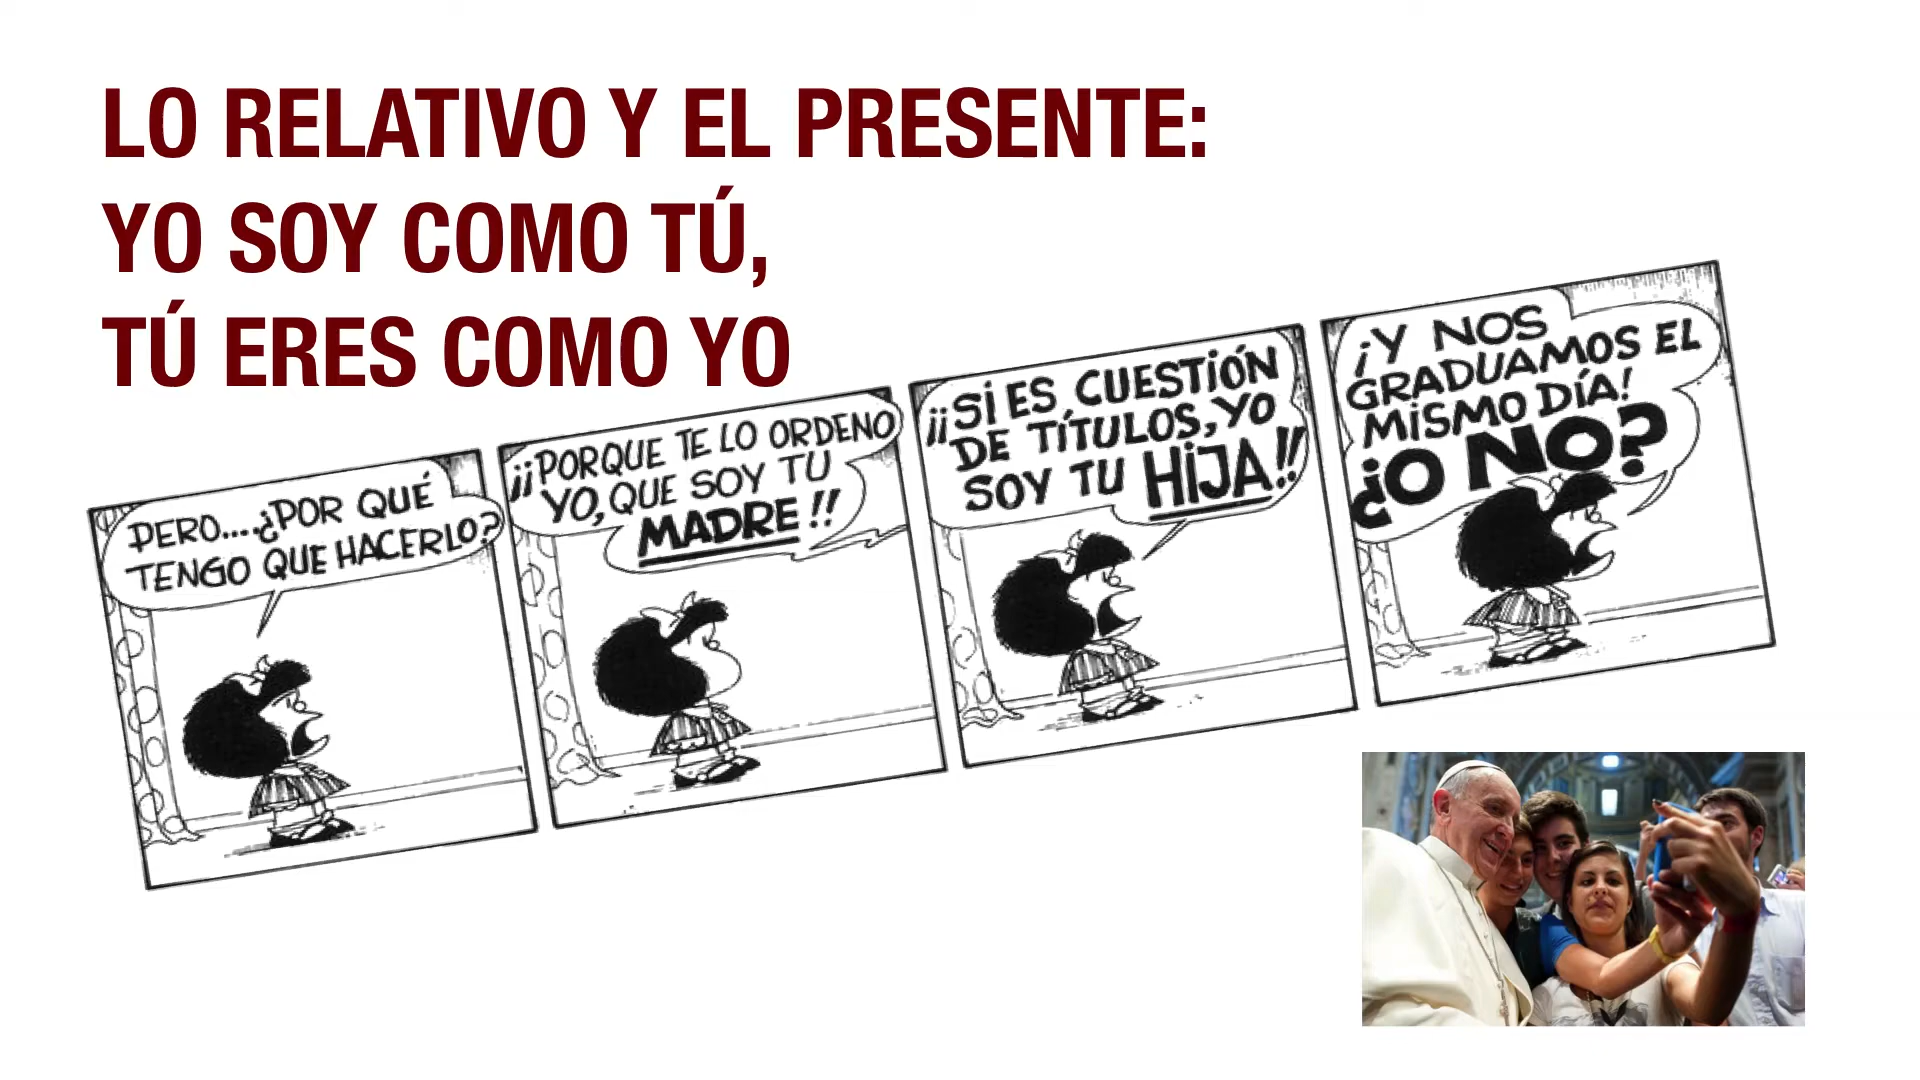 LO RELATIVO Y EL PRESENTE:
YO SOY COMO TÚ,
TÚ ERES COMO YO
PERO....¿POR QUÉ
TENGO QUE HACERLO?
¡¡PORQUE TE LO ORDENO
YO, QUE SOY TU
MADRE!!
¡¡SI ES CUESTIÓN
DE TÍTULOS, YO
SOY TU HIJA!!
¡Y NOS
GRADUAMOS EL
MISMO DÍA!
¿O NO?